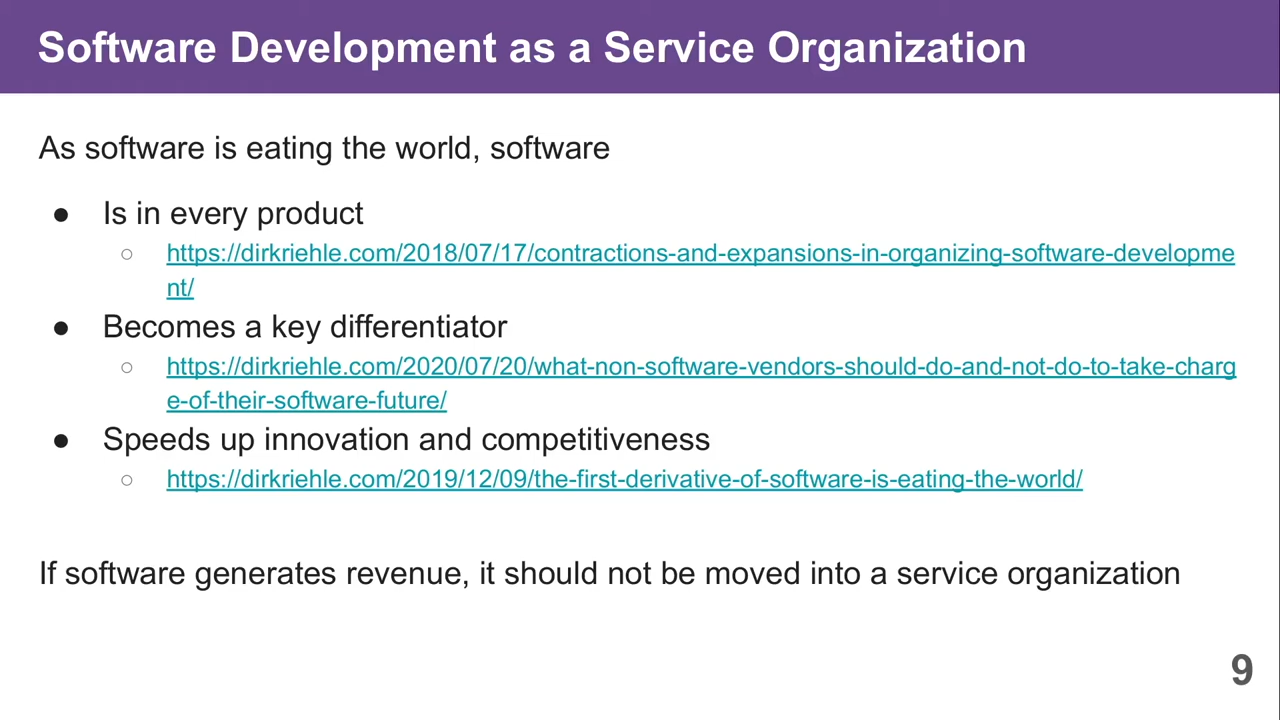 Software Development as a Service Organization
As software is eating the world, software
● Is in every product
○ https://dirkriehle.com/2018/07/17/contractions-and-expansions-in-organizing-software-developme
nt/
● Becomes a key differentiator
○ https://dirkriehle.com/2020/07/20/what-non-software-vendors-should-do-and-not-do-to-take-charg
e-of-their-software-future/
● Speeds up innovation and competitiveness
○ https://dirkriehle.com/2019/12/09/the-first-derivative-of-software-is-eating-the-world/
If software generates revenue, it should not be moved into a service organization
9